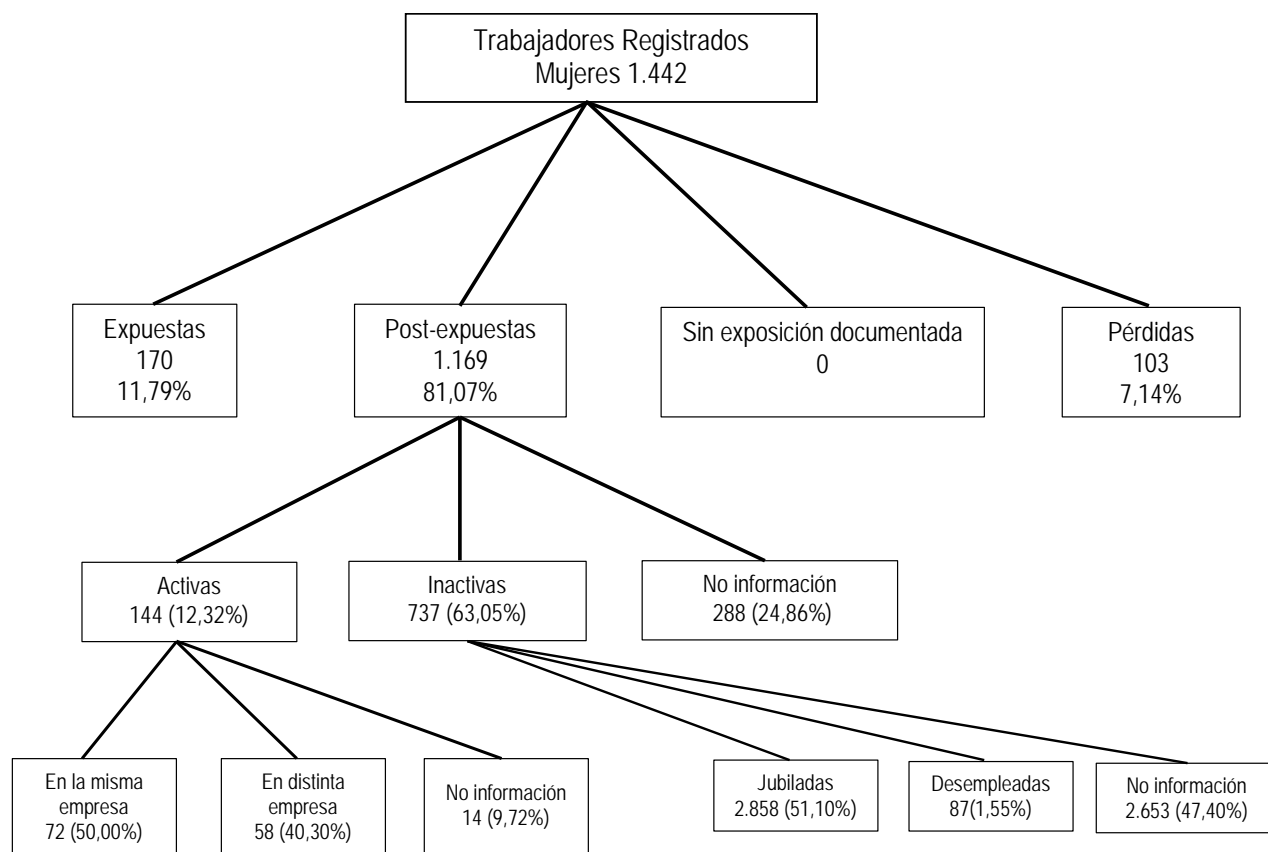 Trabajadores Registrados
Mujeres 1.442
Expuestas
170
11,79%
Post-expuestas
1.169
81,07%
Sin exposición documentada
0
Pérdidas
103
7,14%
Activas
144 (12,32%)
Inactivas
737 (63,05%)
No información
288 (24,86%)
En la misma
empresa
72 (50,00%)
En distinta
empresa
58 (40,30%)
No información
14 (9,72%)
Jubiladas
2.858 (51,10%)
Desempleadas
87(1,55%)
No información
2.653 (47,40%)